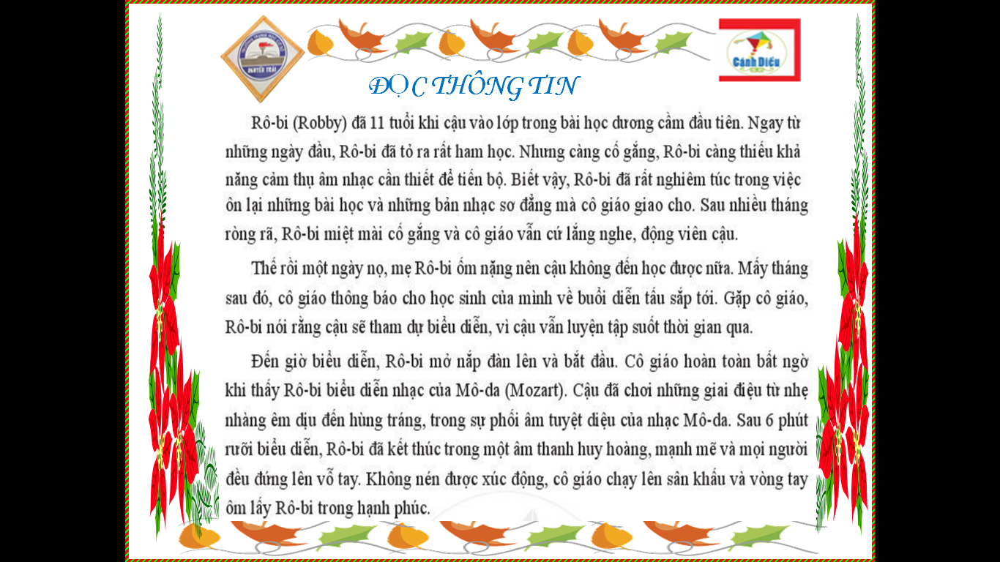 TRƯỜNG TRUNG HỌC CƠ SỞ
NGUYỄN TRÃI
Cánh Diều
ĐỌC THÔNG TIN
Rô-bi (Robby) đã 11 tuổi khi cậu vào lớp trong bài học dương cầm đầu tiên. Ngay từ
những ngày đầu, Rô-bi đã tỏ ra rất ham học. Nhưng càng cố gắng, Rô-bi càng thiếu khả
năng cảm thụ âm nhạc cần thiết để tiến bộ. Biết vậy, Rô-bi đã rất nghiêm túc trong việc
ôn lại những bài học và những bản nhạc sơ đẳng mà cô giáo giao cho. Sau nhiều tháng
ròng rã, Rô-bi miệt mài cố gắng và cô giáo vẫn cứ lắng nghe, động viên cậu.
Thế rồi một ngày nọ, mẹ Rô-bi ốm nặng nên cậu không đến học được nữa. Mấy tháng
sau đó, cô giáo thông báo cho học sinh của mình về buổi diễn tấu sắp tới. Gặp cô giáo,
Rô-bi nói rằng cậu sẽ tham dự biểu diễn, vì cậu vẫn luyện tập suốt thời gian qua.
Đến giờ biểu diễn, Rô-bi mở nắp đàn lên và bắt đầu. Cô giáo hoàn toàn bất ngờ
khi thấy Rô-bi biểu diễn nhạc của Mô-da (Mozart). Cậu đã chơi những giai điệu từ nhẹ
nhàng êm dịu đến hùng tráng, trong sự phối âm tuyệt diệu của nhạc Mô-da. Sau 6 phút
rưỡi biểu diễn, Rô-bi đã kết thúc trong một âm thanh huy hoàng, mạnh mẽ và mọi người
đều đứng lên vỗ tay. Không nén được xúc động, cô giáo chạy lên sân khấu và vòng tay
ôm lấy Rô-bi trong hạnh phúc.